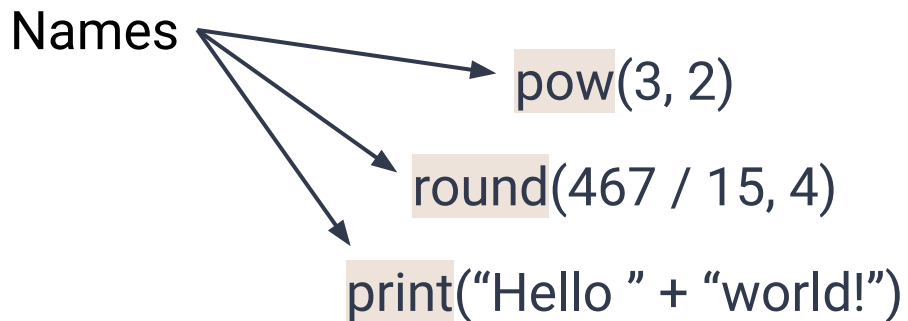 Names
pow(3, 2)
round(467 / 15, 4)
print(“Hello ” + “world!”)